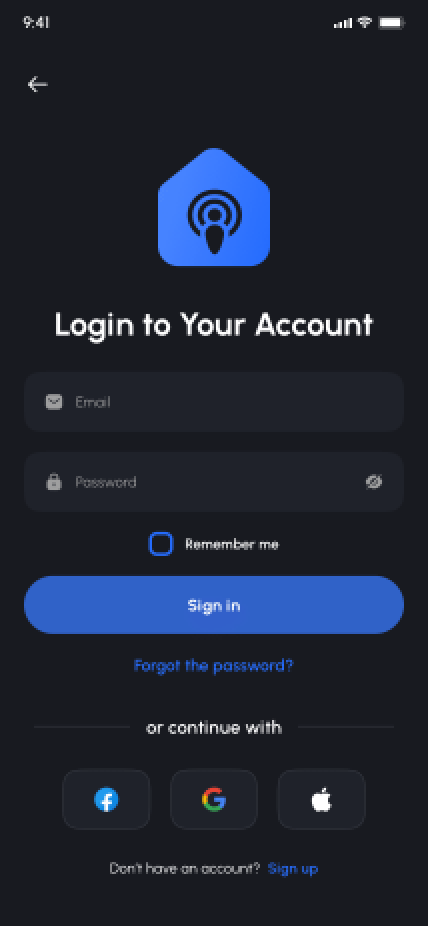 9:41
Login to Your Account
Email
Password
Remember me
Sign in
Forgot the password?
or continue with
Don't have an account? Sign up